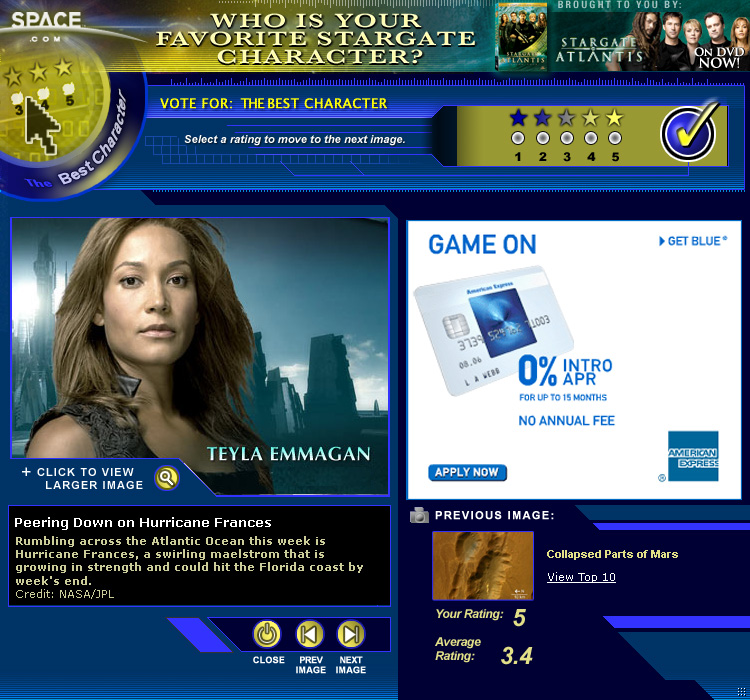 SPACE
.COM
WHO IS YOUR
FAVORITE STARGATE
CHARACTER?
BROUGHT TO YOU BY:
STARGATE
ATLANTIS
STARGATE
ATLANTIS
ON DVD
NOW!
3 4 5
The Best Character
VOTE FOR: THE BEST CHARACTER
Select a rating to move to the next image.
1 2 3 4 5
TEYLA EMMAGAN
+ CLICK TO VIEW
LARGER IMAGE
GAME ON
GET BLUE®
American Express
0% INTRO
APR
FOR UP TO 15 MONTHS
NO ANNUAL FEE
AMERICAN
EXPRESS
®
APPLY NOW
Peering Down on Hurricane Frances
Rumbling across the Atlantic Ocean this week is
Hurricane Frances, a swirling maelstrom that is
growing in strength and could hit the Florida coast by
week's end.
Credit: NASA/JPL
CLOSE
PREV
IMAGE
NEXT
IMAGE
PREVIOUS IMAGE:
Collapsed Parts of Mars
View Top 10
Your Rating: 5
Average
Rating: 3.4